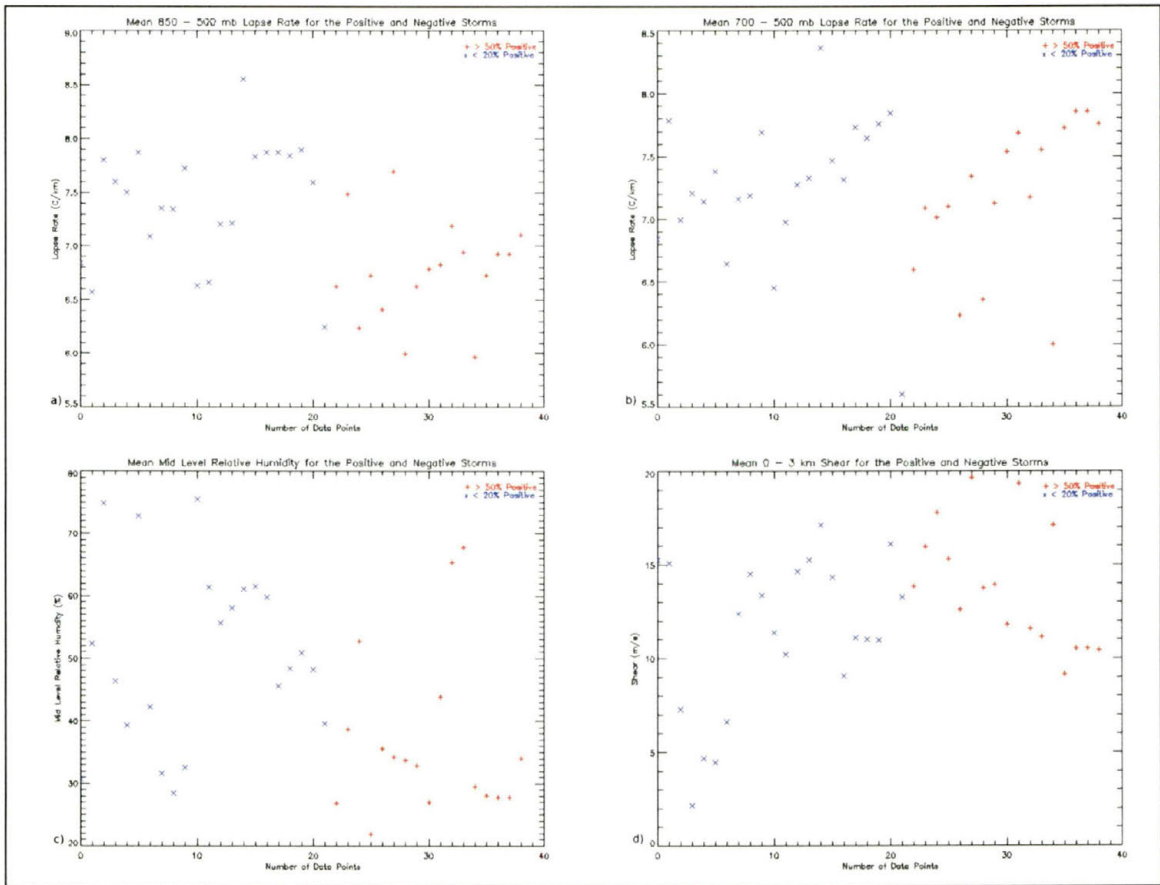 Mean 850 - 500 mb Lapse Rate for the Positive and Negative Storms
+ > 50% Positive
× < 20% Positive
9.0
8.5
8.0
7.5
7.0
6.5
6.0
5.5
Lapse Rate (C/km)
a)
0
10
20
30
40
Number of Data Points
Mean 700 - 500 mb Lapse Rate for the Positive and Negative Storms
+ > 50% Positive
× < 20% Positive
8.5
8.0
7.5
7.0
6.5
6.0
5.5
Lapse Rate (C/km)
b)
0
10
20
30
40
Number of Data Points
Mean Mid Level Relative Humidity for the Positive and Negative Storms
+ > 50% Positive
× < 20% Positive
80
70
60
50
40
30
20
Mid Level Relative Humidity (%)
c)
0
10
20
30
40
Number of Data Points
Mean 0 - 3 km Shear for the Positive and Negative Storms
+ > 50% Positive
× < 20% Positive
20
15
10
5
0
Shear (m/s)
d)
0
10
20
30
40
Number of Data Points